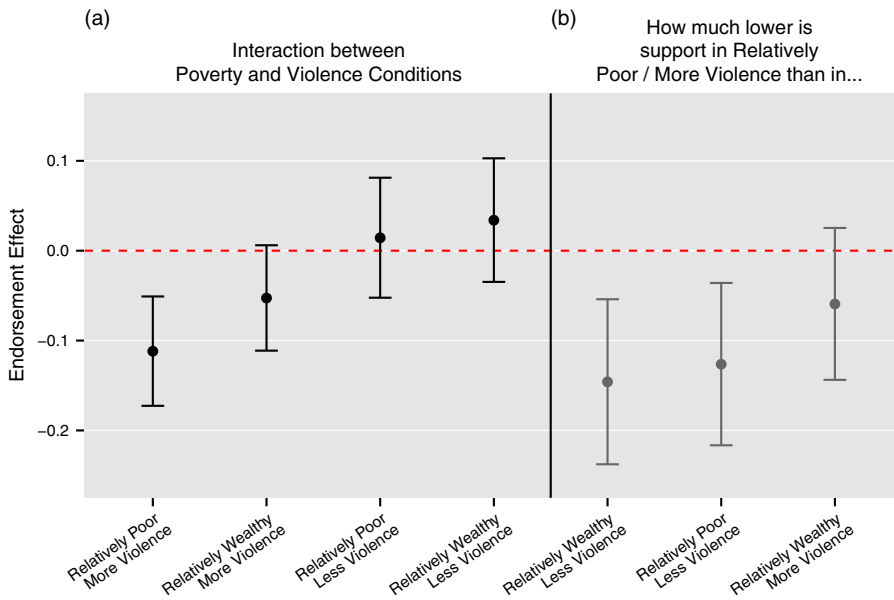 (a)
Interaction between
Poverty and Violence Conditions
(b)
How much lower is
support in Relatively
Poor / More Violence than in...
Endorsement Effect
0.1
0.0
−0.1
−0.2
Relatively Poor
More Violence
Relatively Wealthy
More Violence
Relatively Poor
Less Violence
Relatively Wealthy
Less Violence
Relatively Wealthy
Less Violence
Relatively Poor
Less Violence
Relatively Wealthy
More Violence